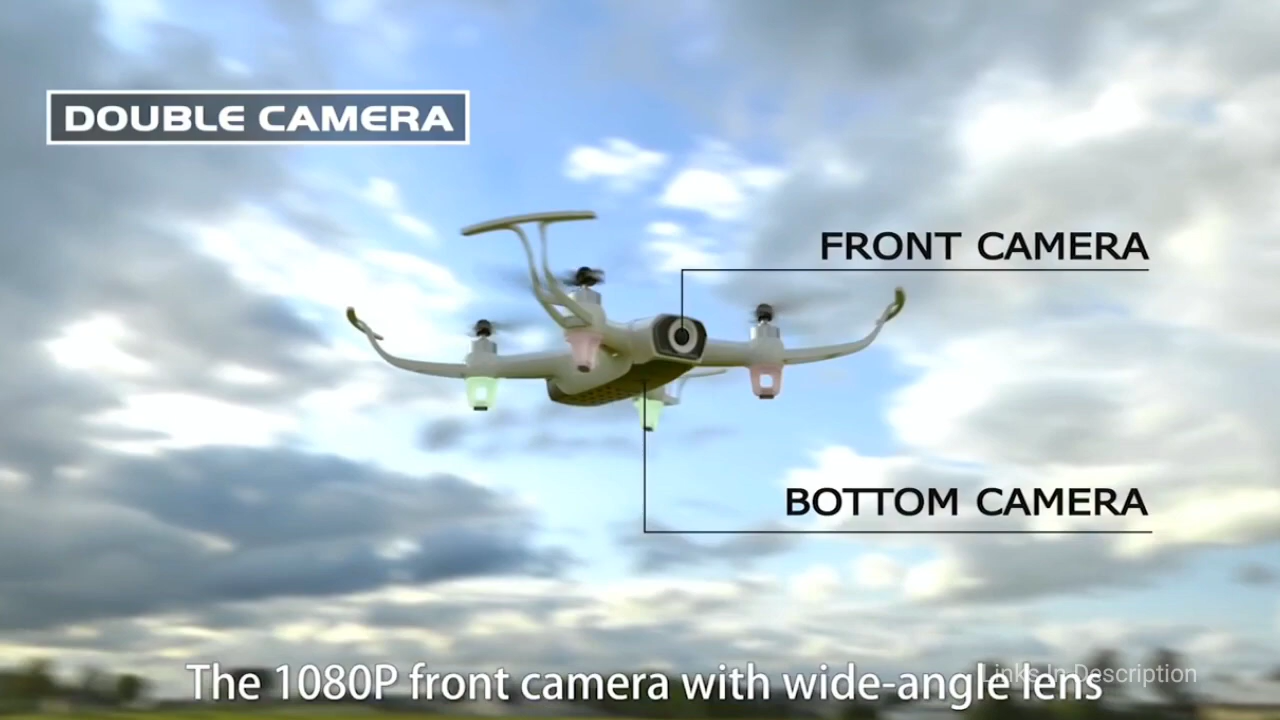 DOUBLE CAMERA
FRONT CAMERA
BOTTOM CAMERA
The 1080P front camera with wide-angle lens
Links In Description